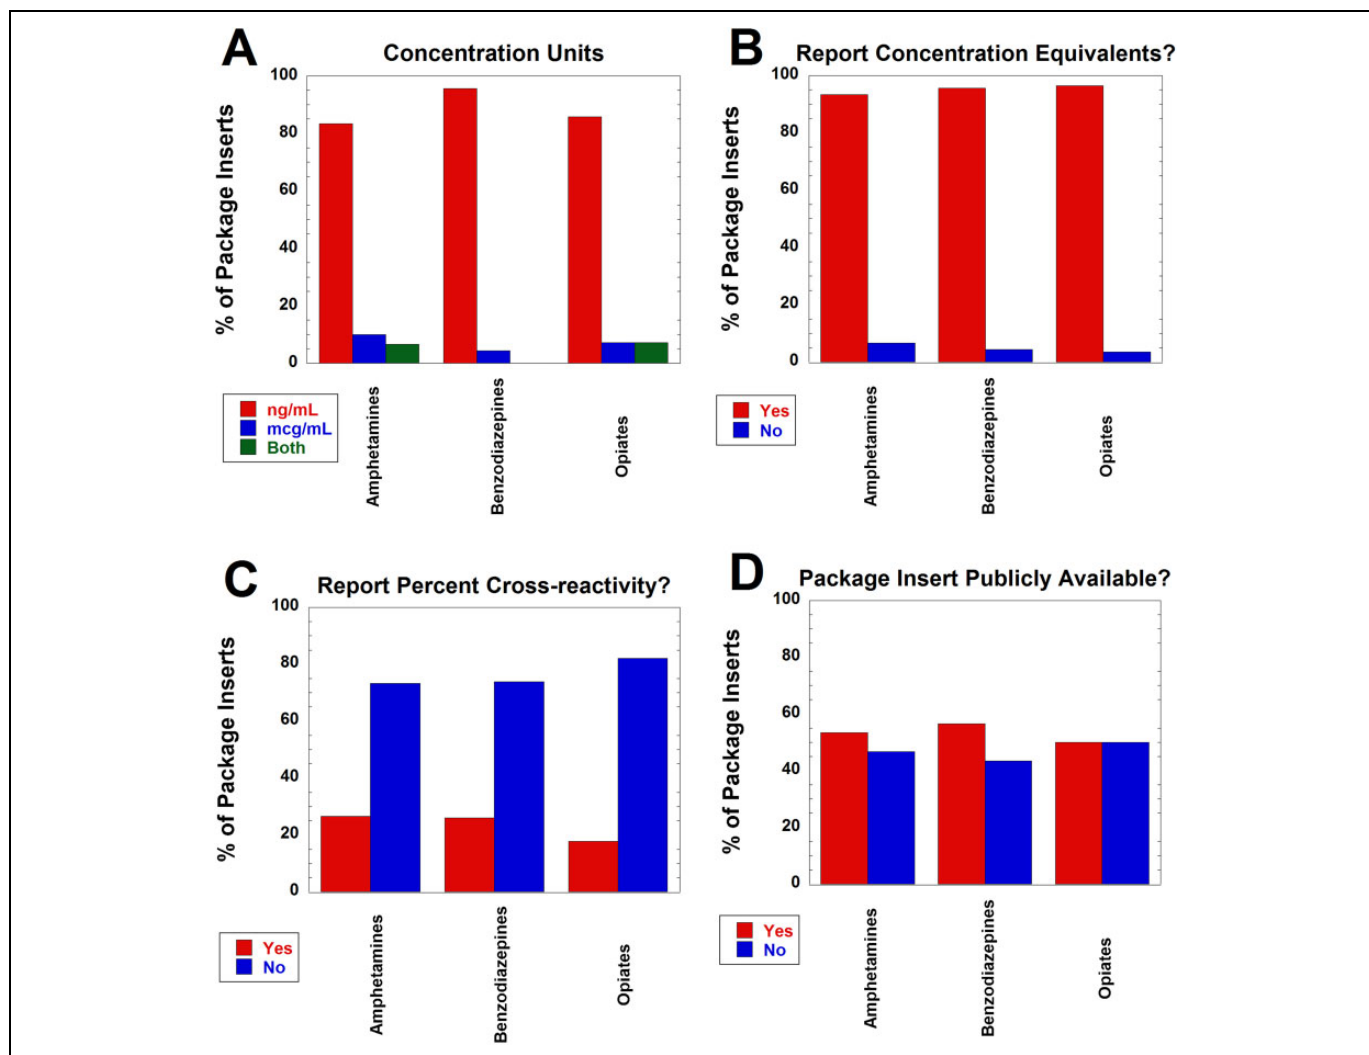 A
Concentration Units
% of Package Inserts
100
80
60
40
20
0
Amphetamines
Benzodiazepines
Opiates
ng/mL
mcg/mL
Both
B
Report Concentration Equivalents?
% of Package Inserts
100
80
60
40
20
0
Amphetamines
Benzodiazepines
Opiates
Yes
No
C
Report Percent Cross-reactivity?
% of Package Inserts
100
80
60
40
20
0
Amphetamines
Benzodiazepines
Opiates
Yes
No
D
Package Insert Publicly Available?
% of Package Inserts
100
80
60
40
20
0
Amphetamines
Benzodiazepines
Opiates
Yes
No